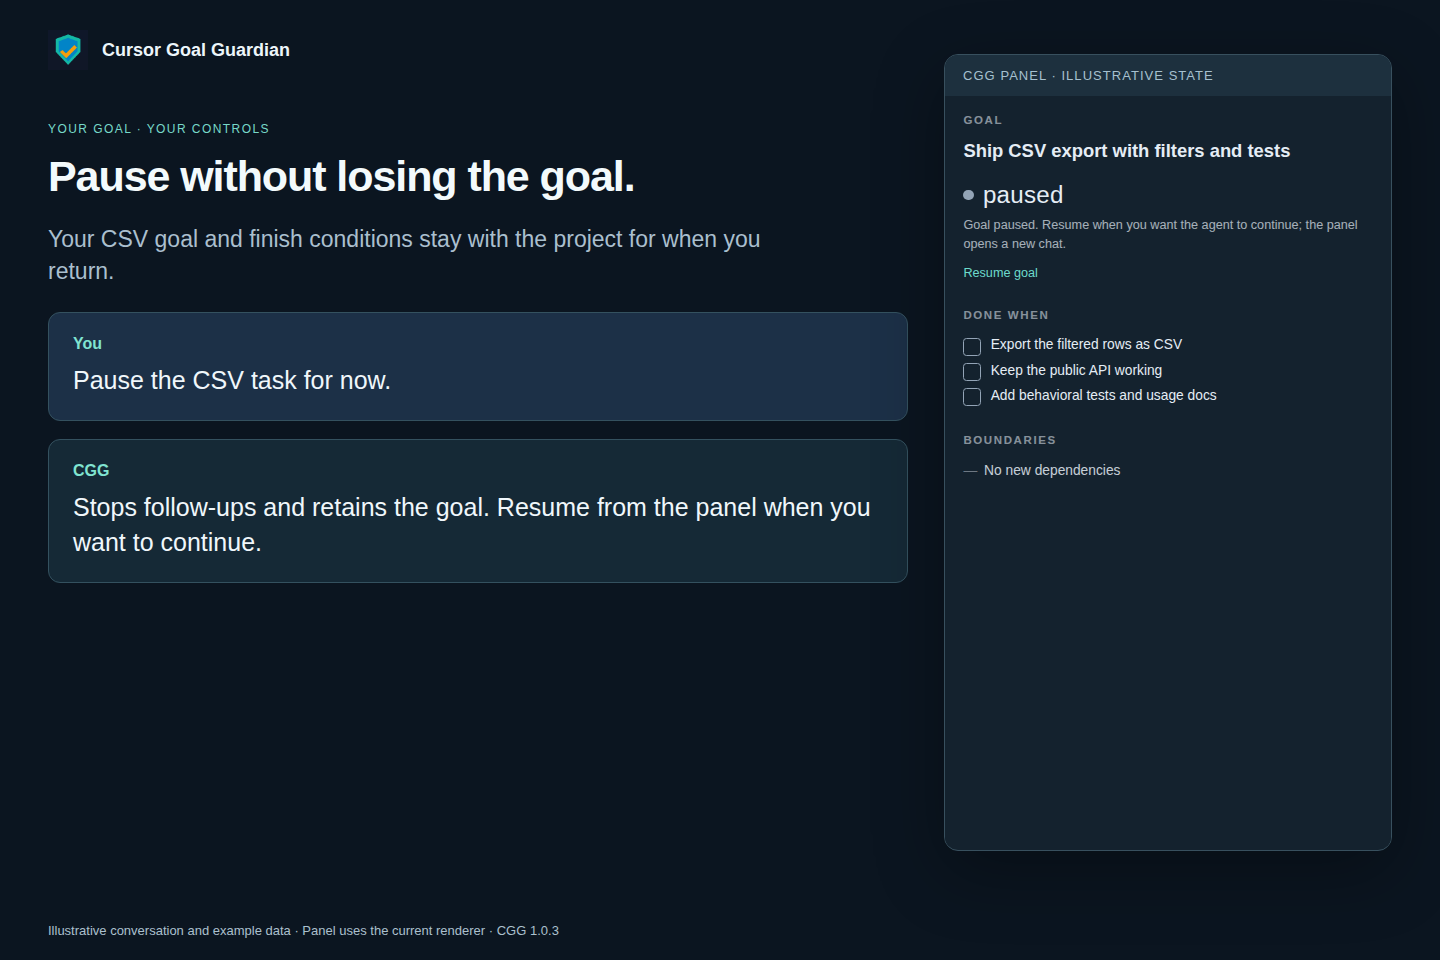 Cursor Goal Guardian
YOUR GOAL · YOUR CONTROLS
Pause without losing the goal.
Your CSV goal and finish conditions stay with the project for when you
return.
You
Pause the CSV task for now.
CGG
Stops follow-ups and retains the goal. Resume from the panel when you
want to continue.
CGG PANEL · ILLUSTRATIVE STATE
GOAL
Ship CSV export with filters and tests
paused
Goal paused. Resume when you want the agent to continue; the panel
opens a new chat.
Resume goal
DONE WHEN
Export the filtered rows as CSV
Keep the public API working
Add behavioral tests and usage docs
BOUNDARIES
— No new dependencies
Illustrative conversation and example data · Panel uses the current renderer · CGG 1.0.3